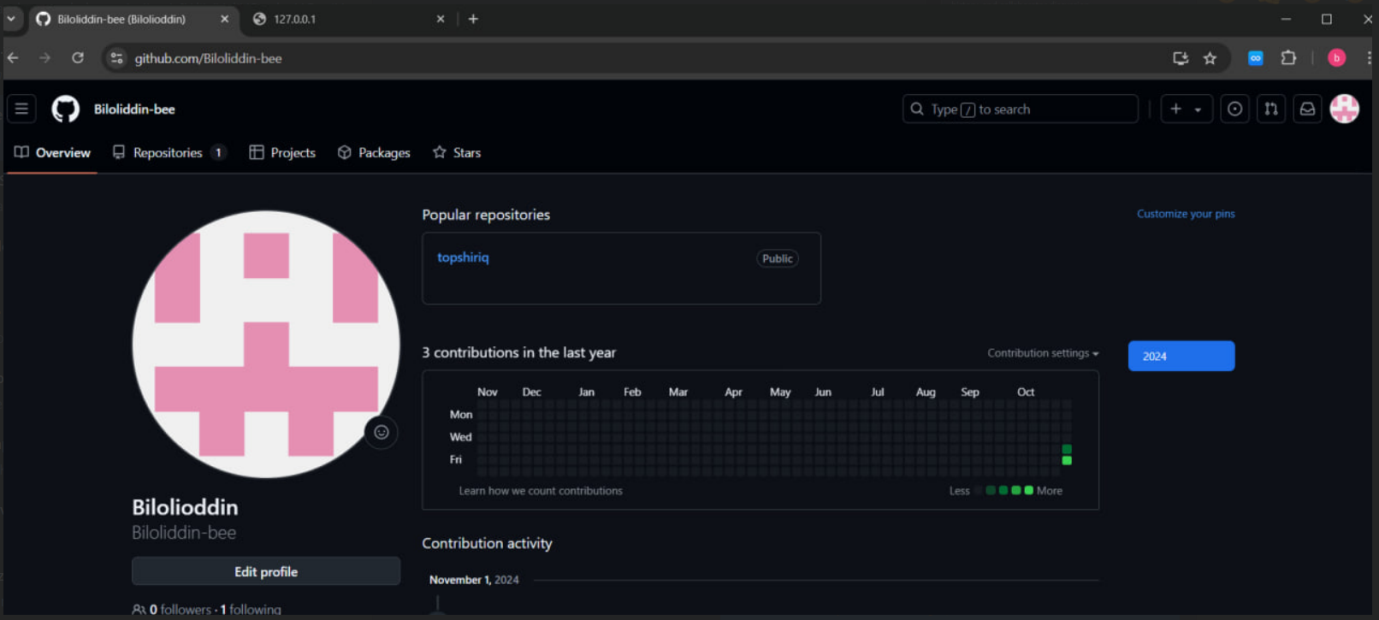 Biloliddin-bee (Bilolioddin)
127.0.0.1
github.com/Biloliddin-bee
b
Biloliddin-bee
Type / to search
Overview Repositories 1 Projects Packages Stars
Popular repositories
Customize your pins
topshiriq
Public
3 contributions in the last year
Contribution settings
2024
Nov Dec Jan Feb Mar Apr May Jun Jul Aug Sep Oct
Mon
Wed
Fri
Learn how we count contributions
Less More
Bilolioddin
Biloliddin-bee
Edit profile
0 followers · 1 following
Contribution activity
November 1, 2024